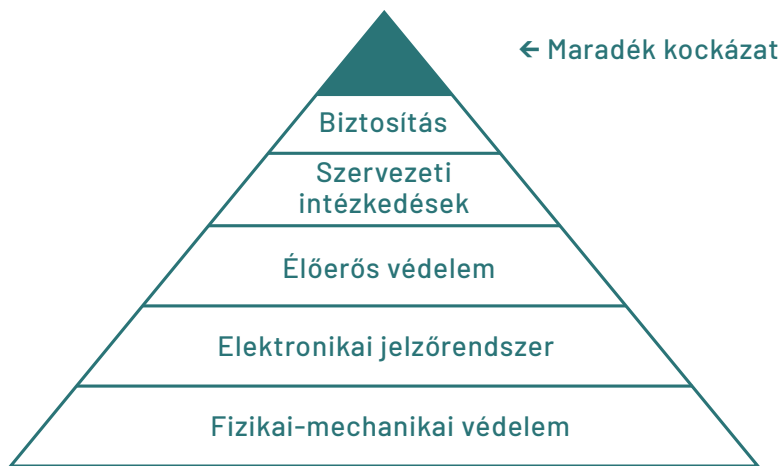 ← Maradék kockázat
Biztosítás
Szervezeti
intézkedések
Élőerős védelem
Elektronikai jelzőrendszer
Fizikai-mechanikai védelem